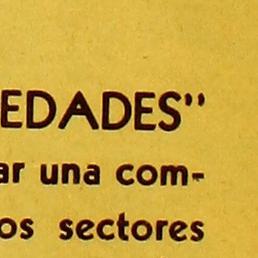 EDADES"
ar una com-
os sectores